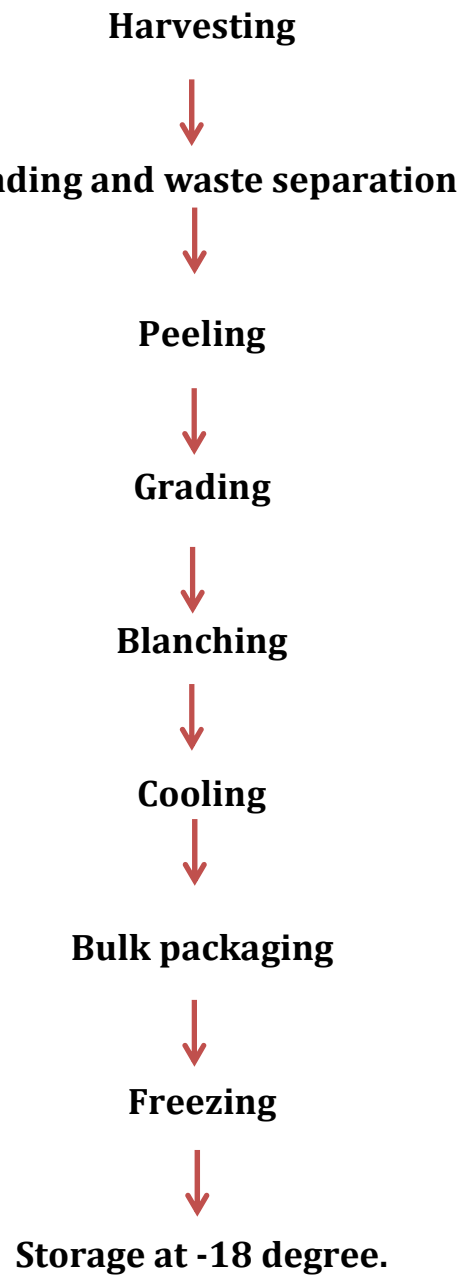 Harvesting
and waste separation
Peeling
Grading
Blanching
Cooling
Bulk packaging
Freezing
Storage at -18 degree.